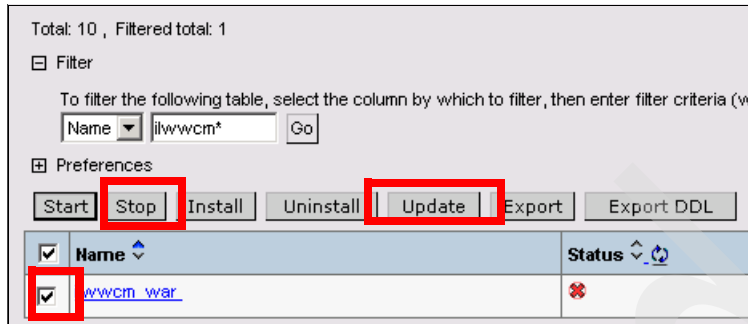 Total: 10 , Filtered total: 1
Filter
To filter the following table, select the column by which to filter, then enter filter criteria (w
Name ilwwcm* Go
Preferences
Start Stop Install Uninstall Update Export Export DDL
Name Status
wwcm_war